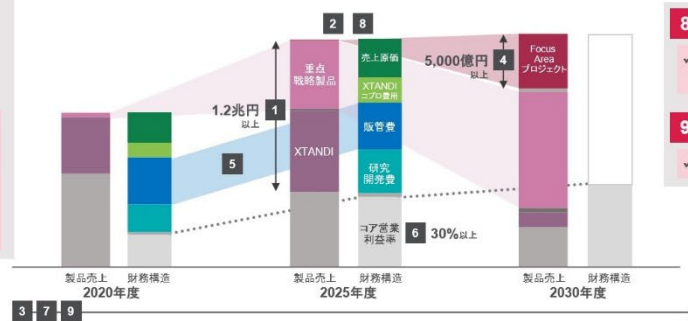 2 8
8
重点
戦略製品
売上原価
5,000億円
以上
4
Focus
Area
プロジェクト
1.2兆円
以上
1
XTANDI
コプロ費用
9
XTANDI
販管費
5
研究
開発費
コア営業
利益率
6 30%以上
製品売上 財務構造
2020年度
製品売上 財務構造
2025年度
製品売上 財務構造
2030年度
3 7 9